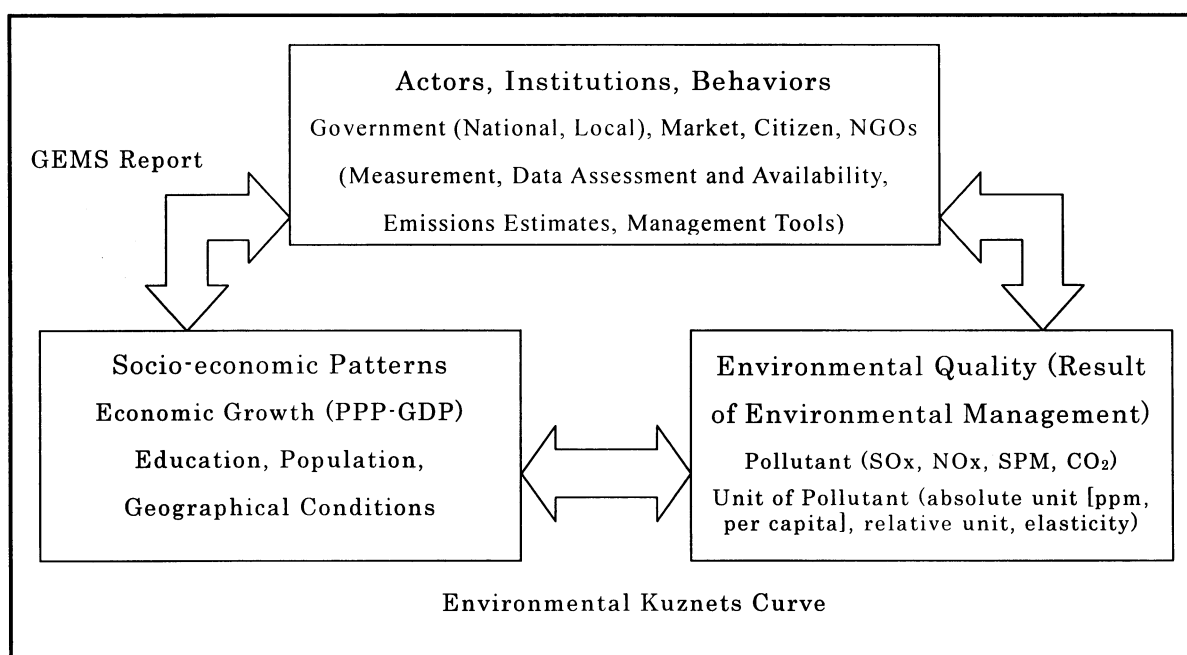 Actors, Institutions, Behaviors
Government (National, Local), Market, Citizen, NGOs
(Measurement, Data Assessment and Availability,
Emissions Estimates, Management Tools)
GEMS Report
Socio-economic Patterns
Economic Growth (PPP-GDP)
Education, Population,
Geographical Conditions
Environmental Quality (Result
of Environmental Management)
Pollutant (SOx, NOx, SPM, CO₂)
Unit of Pollutant (absolute unit [ppm,
per capita], relative unit, elasticity)
Environmental Kuznets Curve